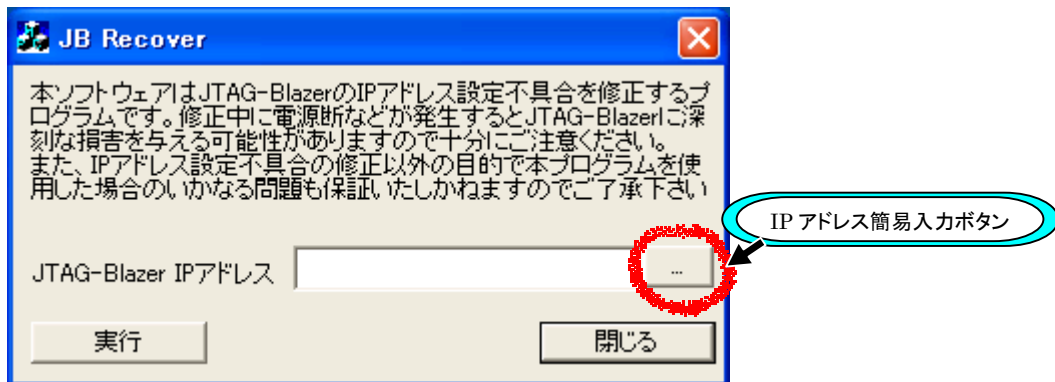 JB Recover
本ソフトウェアはJTAG-BlazerのIPアドレス設定不具合を修正するプ
ログラムです。修正中に電源断などが発生するとJTAG-Blazerに深
刻な損害を与える可能性がありますので十分にご注意ください。
また、IPアドレス設定不具合の修正以外の目的で本プログラムを使
用した場合のいかなる問題も保証いたしかねますのでご了承下さい
IP アドレス簡易入力ボタン
JTAG-Blazer IPアドレス
...
実行
閉じる